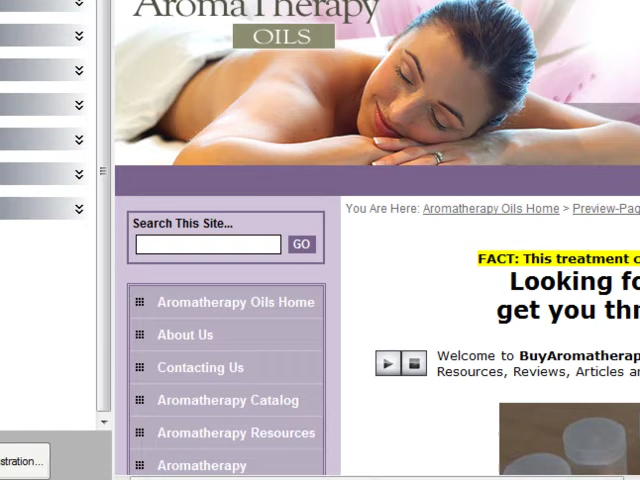 AromaTherapy
OILS
You Are Here: Aromatherapy Oils Home > Preview-Pag
Search This Site...
GO
FACT: This treatment c
Looking fo
get you thr
Aromatherapy Oils Home
About Us
Contacting Us
Aromatherapy Catalog
Aromatherapy Resources
Aromatherapy
Welcome to BuyAromatherap
Resources, Reviews, Articles a
stration...